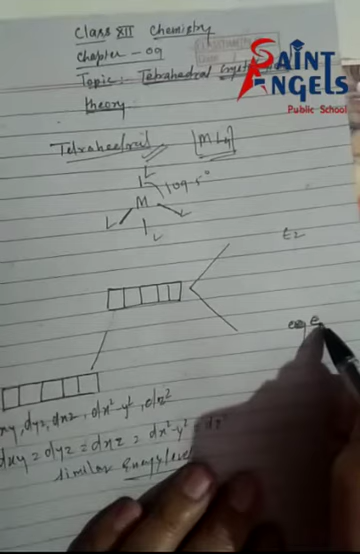 Class XII Chemistry
Chapter - 09
Topic: Tetrahedral Crystal
theory
SAINT
ANGELS
Public School
Tetrahedral [ML4]
L
109.5°
M
L L
L
E2
eg
xy, dyz, dxz, dx²-y², dz²
dxy = dyz = dxz = dx²-y² = dz²
similar Energy level